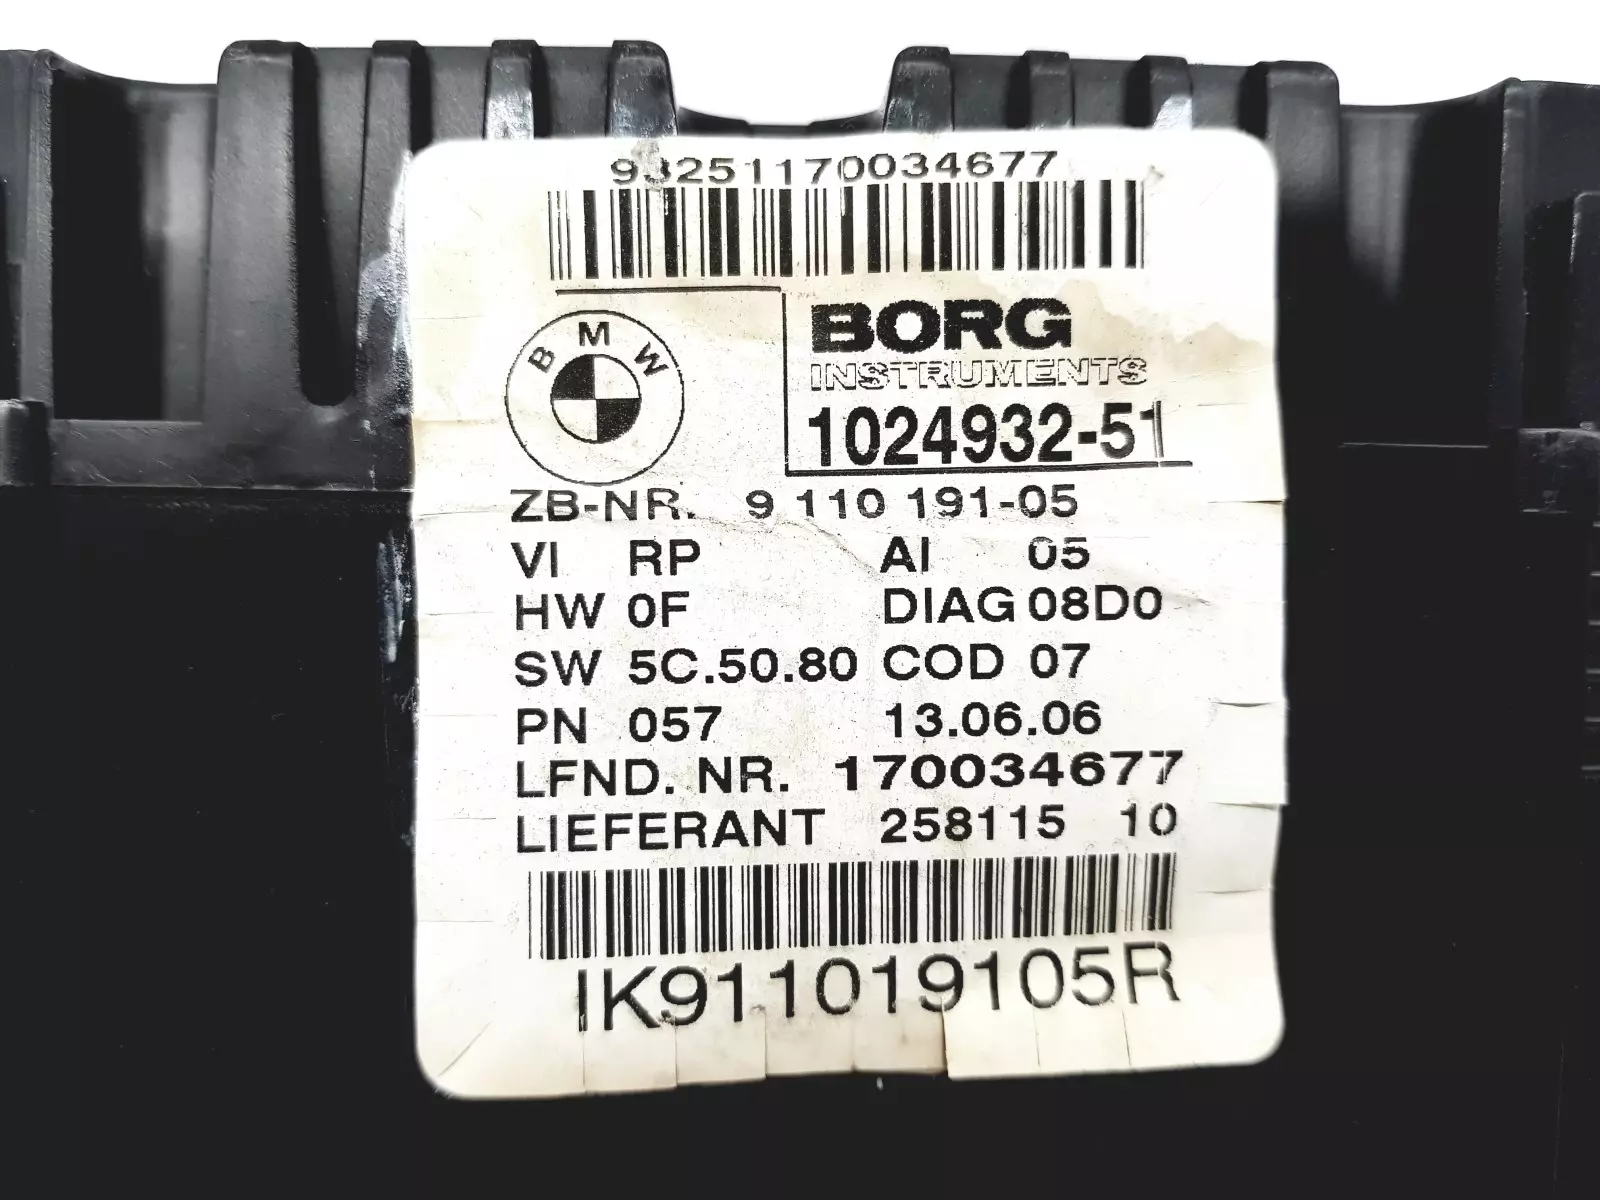 93251170034677
BMW
BORG
INSTRUMENTS
1024932-51
ZB-NR. 9 110 191-05
VI RP AI 05
HW 0F DIAG 08D0
SW 5C.50.80 COD 07
PN 057 13.06.06
LFND. NR. 170034677
LIEFERANT 258115 10
IK911019105R